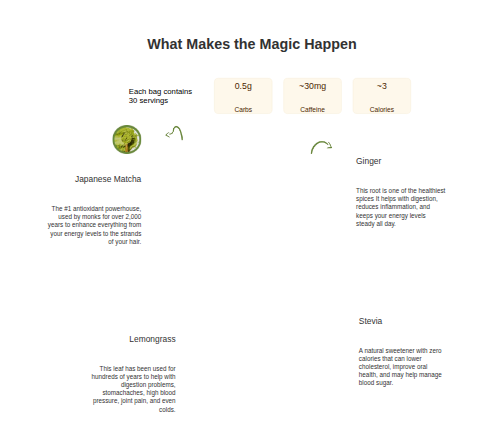 What Makes the Magic Happen
Each bag contains
30 servings
0.5g
Carbs
~30mg
Caffeine
~3
Calories
Japanese Matcha
The #1 antioxidant powerhouse,
used by monks for over 2,000
years to enhance everything from
your energy levels to the strands
of your hair.
Ginger
This root is one of the healthiest
spices it helps with digestion,
reduces inflammation, and
keeps your energy levels
steady all day.
Lemongrass
This leaf has been used for
hundreds of years to help with
digestion problems,
stomachaches, high blood
pressure, joint pain, and even
colds.
Stevia
A natural sweetener with zero
calories that can lower
cholesterol, improve oral
health, and may help manage
blood sugar.